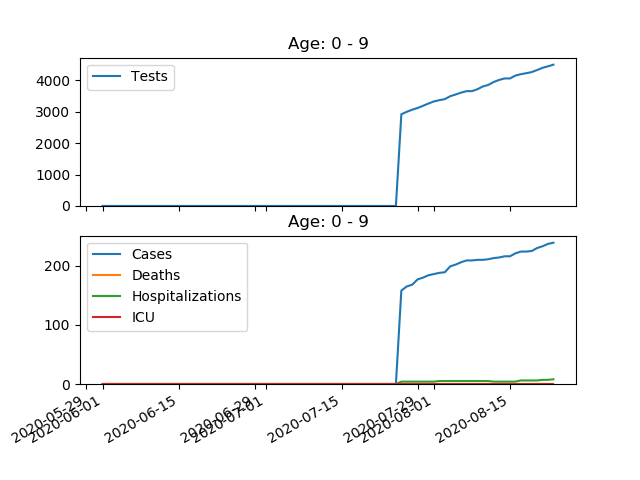 Age: 0 - 9
Tests
4000
3000
2000
1000
0
Age: 0 - 9
Cases
Deaths
Hospitalizations
ICU
200
100
0
2020-05-29
2020-06-01
2020-06-15
2020-06-29
2020-07-01
2020-07-15
2020-07-29
2020-08-01
2020-08-15